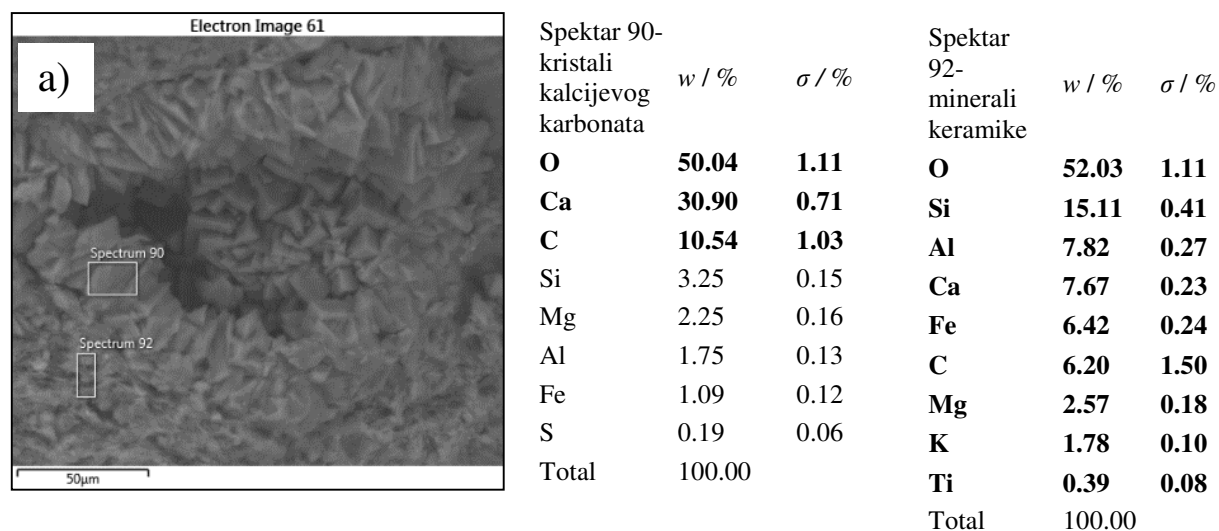 Electron Image 61
a)
Spectrum 90
Spectrum 92
50µm
Spektar 90-
kristali
kalcijevog
karbonata
w / % σ / %
O 50.04 1.11
Ca 30.90 0.71
C 10.54 1.03
Si 3.25 0.15
Mg 2.25 0.16
Al 1.75 0.13
Fe 1.09 0.12
S 0.19 0.06
Total 100.00
Spektar
92-
minerali
keramike
w / % σ / %
O 52.03 1.11
Si 15.11 0.41
Al 7.82 0.27
Ca 7.67 0.23
Fe 6.42 0.24
C 6.20 1.50
Mg 2.57 0.18
K 1.78 0.10
Ti 0.39 0.08
Total 100.00